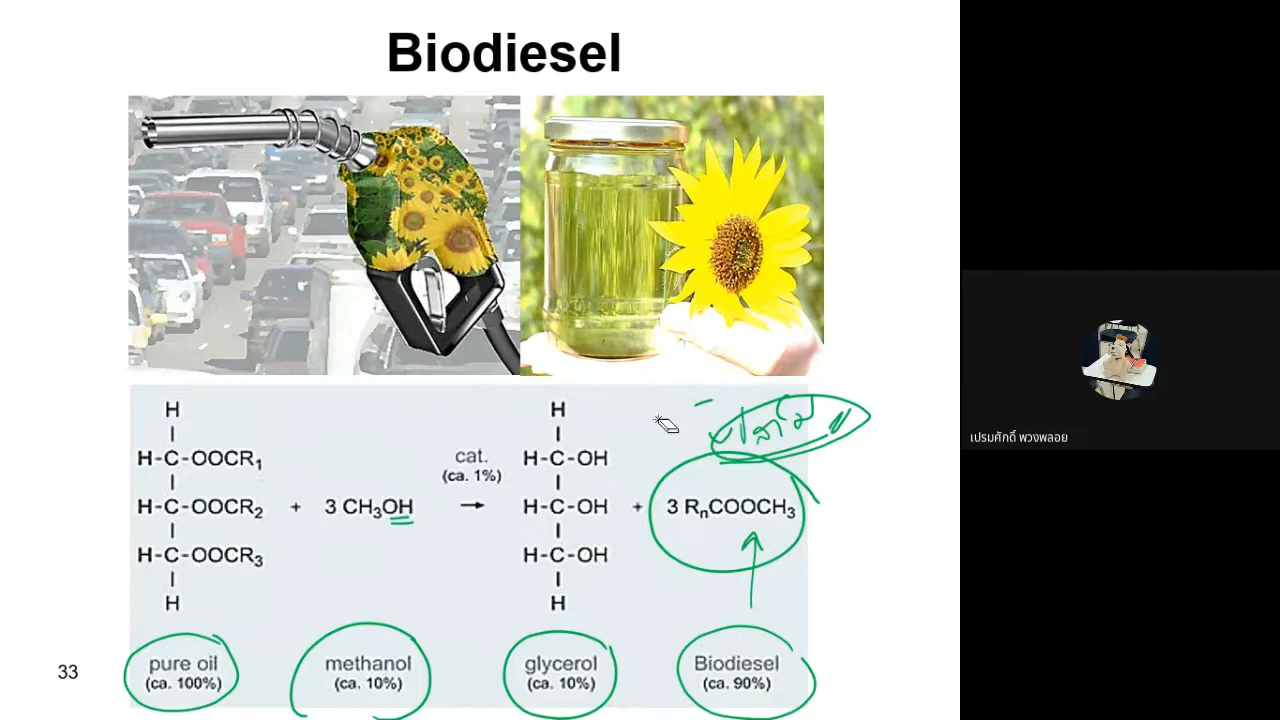 Biodiesel
H
H-C-OOCR1
H-C-OOCR2
H-C-OOCR3
H
+
3 CH3OH
cat.
(ca. 1%)
→
H
H-C-OH
H-C-OH
H-C-OH
H
+
3 RnCOOCH3
pure oil
(ca. 100%)
methanol
(ca. 10%)
glycerol
(ca. 10%)
Biodiesel
(ca. 90%)
33
เปรมศักดิ์ พวงพลอย